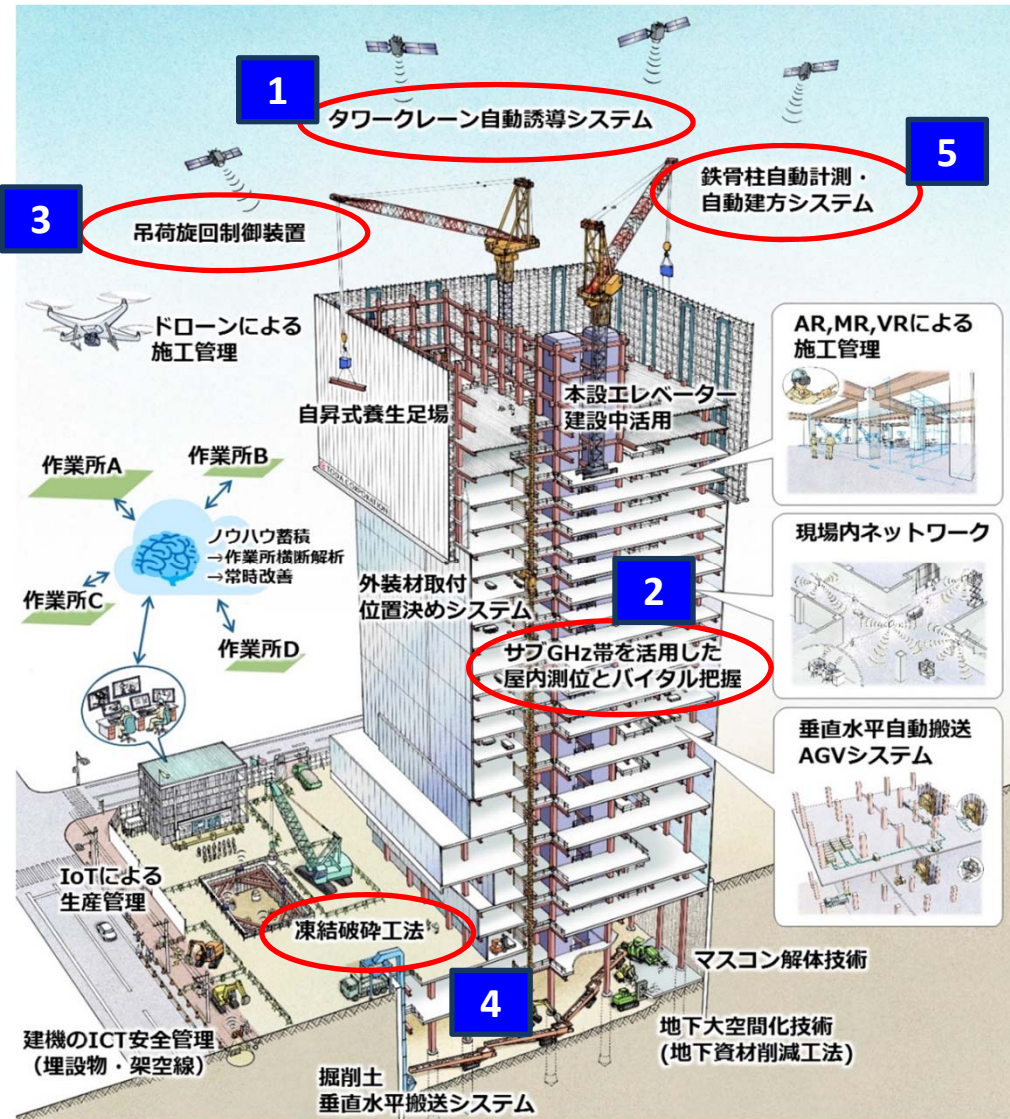 1
タワークレーン自動誘導システム
5
鉄骨柱自動計測・
自動建方システム
3
吊荷旋回制御装置
ドローンによる
施工管理
AR,MR,VRによる
施工管理
自昇式養生足場
本設エレベーター
建設中活用
TODA CORPORATION
作業所A
作業所B
ノウハウ蓄積
→作業所横断解析
→常時改善
作業所C
作業所D
現場内ネットワーク
外装材取付
位置決めシステム
2
サブGHz帯を活用した
屋内測位とバイタル把握
垂直水平自動搬送
AGVシステム
IoTによる
生産管理
凍結破砕工法
4
マスコン解体技術
建機のICT安全管理
(埋設物・架空線)
地下大空間化技術
(地下資材削減工法)
掘削土
垂直水平搬送システム